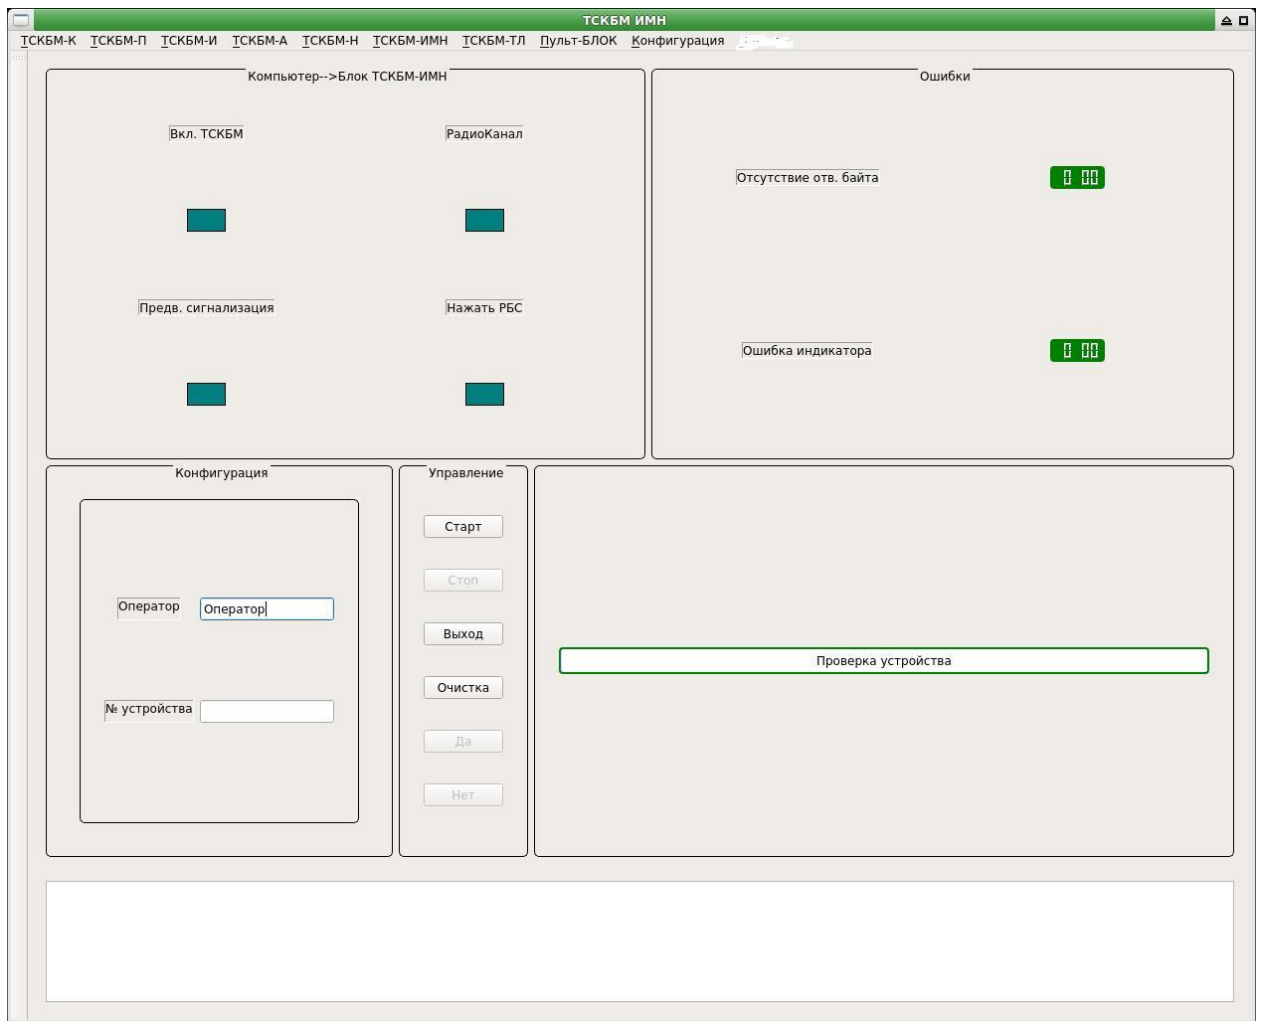 ТСКБМ ИМН
ТСКБМ-К ТСКБМ-П ТСКБМ-И ТСКБМ-А ТСКБМ-Н ТСКБМ-ИМН ТСКБМ-ТЛ Пульт-БЛОК Конфигурация
Компьютер-->Блок ТСКБМ-ИМН
Вкл. ТСКБМ
РадиоКанал
Предв. сигнализация
Нажать РБС
Ошибки
Отсутствие отв. байта
0 00
Ошибка индикатора
0 00
Конфигурация
Оператор
Оператор
№ устройства
Управление
Старт
Стоп
Выход
Очистка
Да
Нет
Проверка устройства